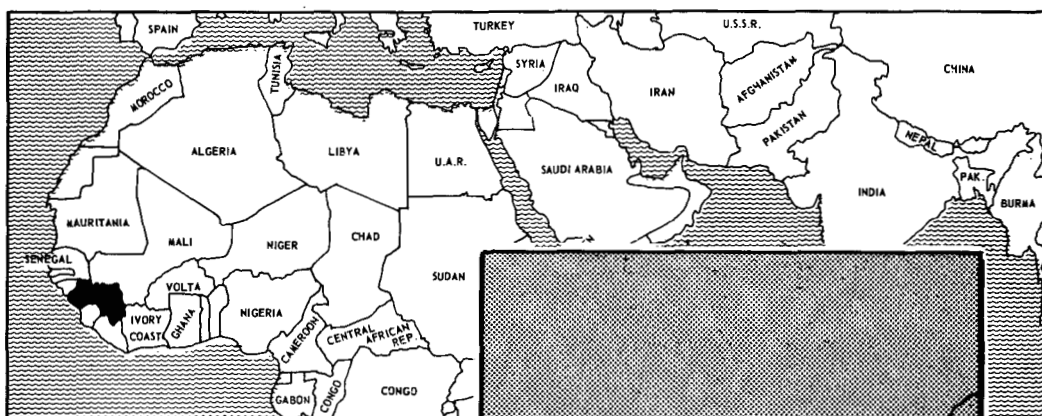 SPAIN
TURKEY
U.S.S.R.
SYRIA
IRAQ
IRAN
AFGHANISTAN
CHINA
TUNISIA
MOROCCO
PAKISTAN
NEPAL
ALGERIA
LIBYA
U.A.R.
SAUDI ARABIA
INDIA
PAK.
BURMA
MAURITANIA
MALI
NIGER
CHAD
SENEGAL
SUDAN
VOLTA
IVORY
COAST
GHANA
NIGERIA
CAMEROON
CENTRAL
AFRICAN
REP.
GABON
CONGO
CONGO